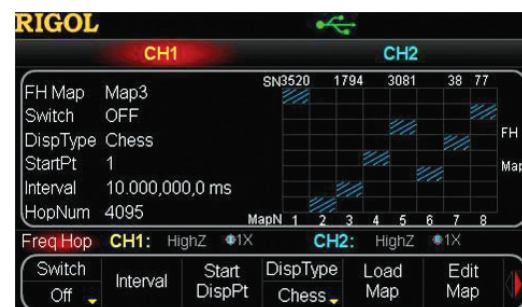 RIGOL
CH1 CH2
SN3520 1794 3081 38 77
FH Map Map3
Switch OFF
DispType Chess
FH
StartPt 1
Map
Interval 10.000,000,0 ms
HopNum 4095
MapN 1 2 3 4 5 6 7 8
Freq Hop CH1: HighZ 1X CH2: HighZ 1X
Switch Off
Interval
Start DispPt
DispType Chess
Load Map
Edit Map